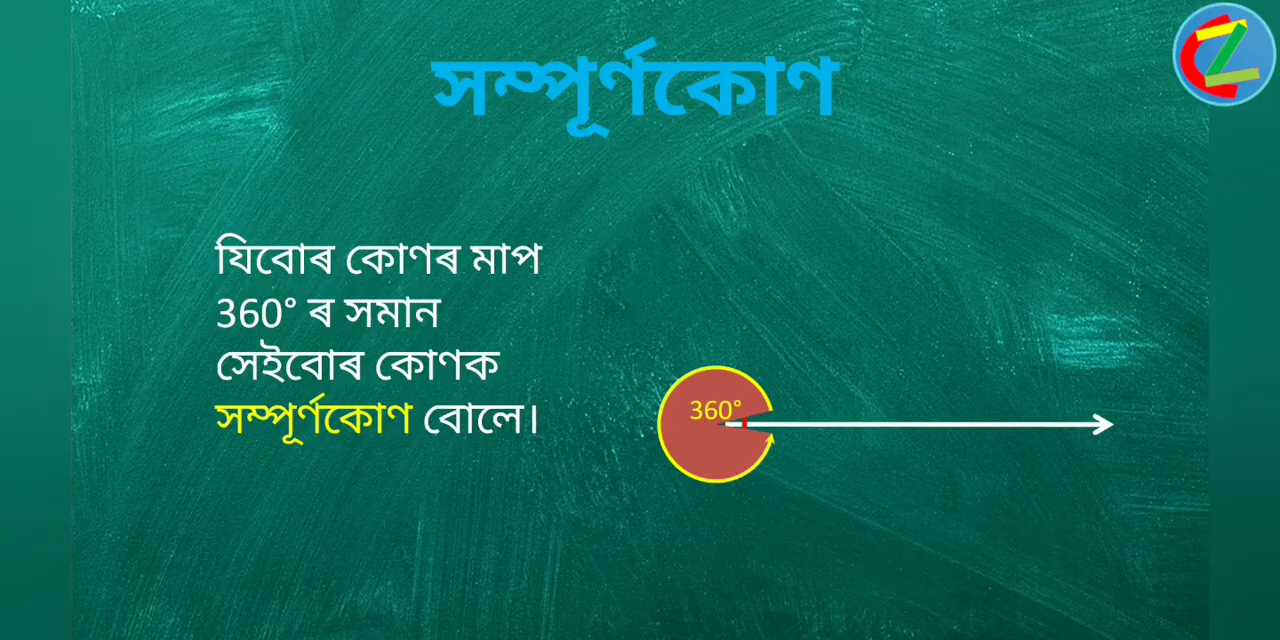 সম্পূৰ্ণকোণ
যিবোৰ কোণৰ মাপ
360° ৰ সমান
সেইবোৰ কোণক
সম্পূৰ্ণকোণ বোলে।
360°